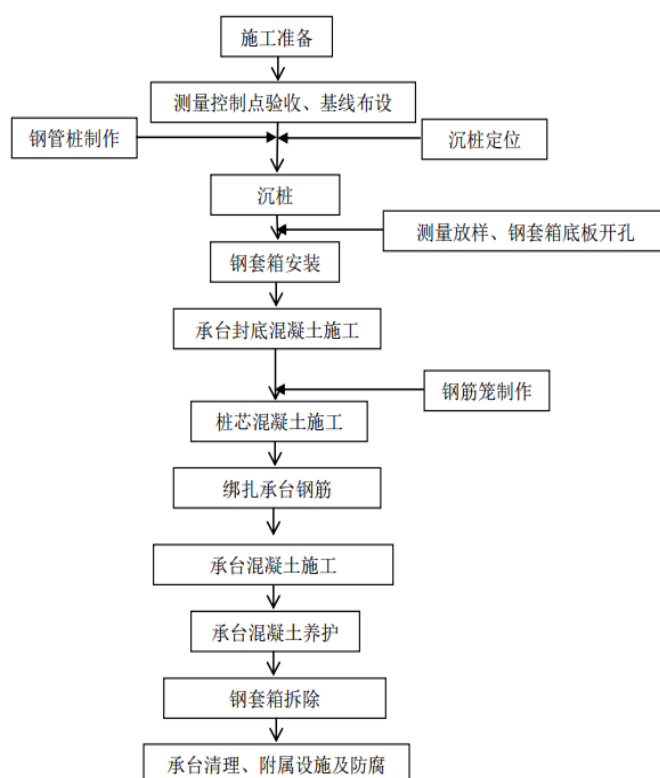 施工准备
测量控制点验收、基线布设
钢管桩制作
沉桩定位
沉桩
测量放样、钢套箱底板开孔
钢套箱安装
承台封底混凝土施工
钢筋笼制作
桩芯混凝土施工
绑扎承台钢筋
承台混凝土施工
承台混凝土养护
钢套箱拆除
承台清理、附属设施及防腐